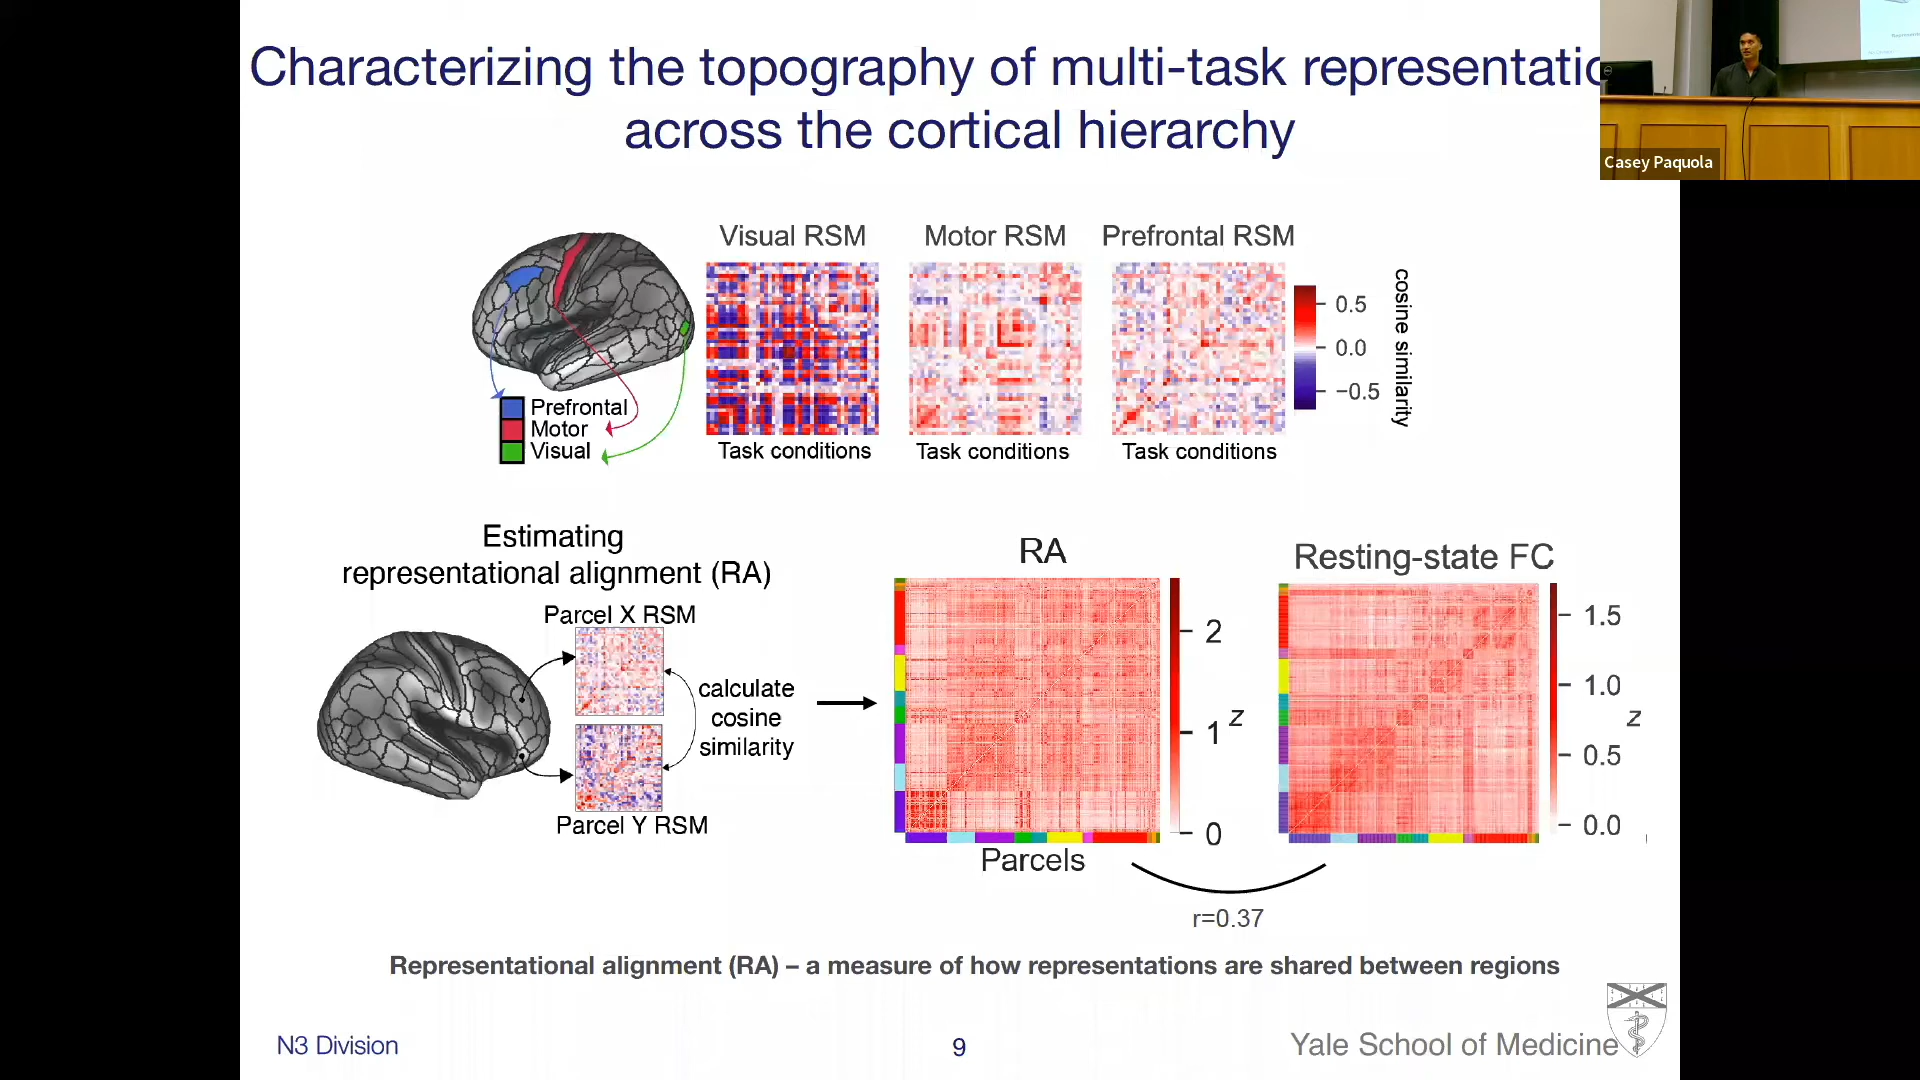 Characterizing the topography of multi-task representatio
across the cortical hierarchy
Casey Paquola
Visual RSM
Motor RSM
Prefrontal RSM
Prefrontal
Motor
Visual
Task conditions
Task conditions
Task conditions
0.5
0.0
−0.5
cosine similarity
Estimating
representational alignment (RA)
Parcel X RSM
Parcel Y RSM
calculate
cosine
similarity
RA
2
1
0
z
Parcels
Resting-state FC
1.5
1.0
0.5
0.0
z
r=0.37
Representational alignment (RA) – a measure of how representations are shared between regions
N3 Division
9
Yale School of Medicine